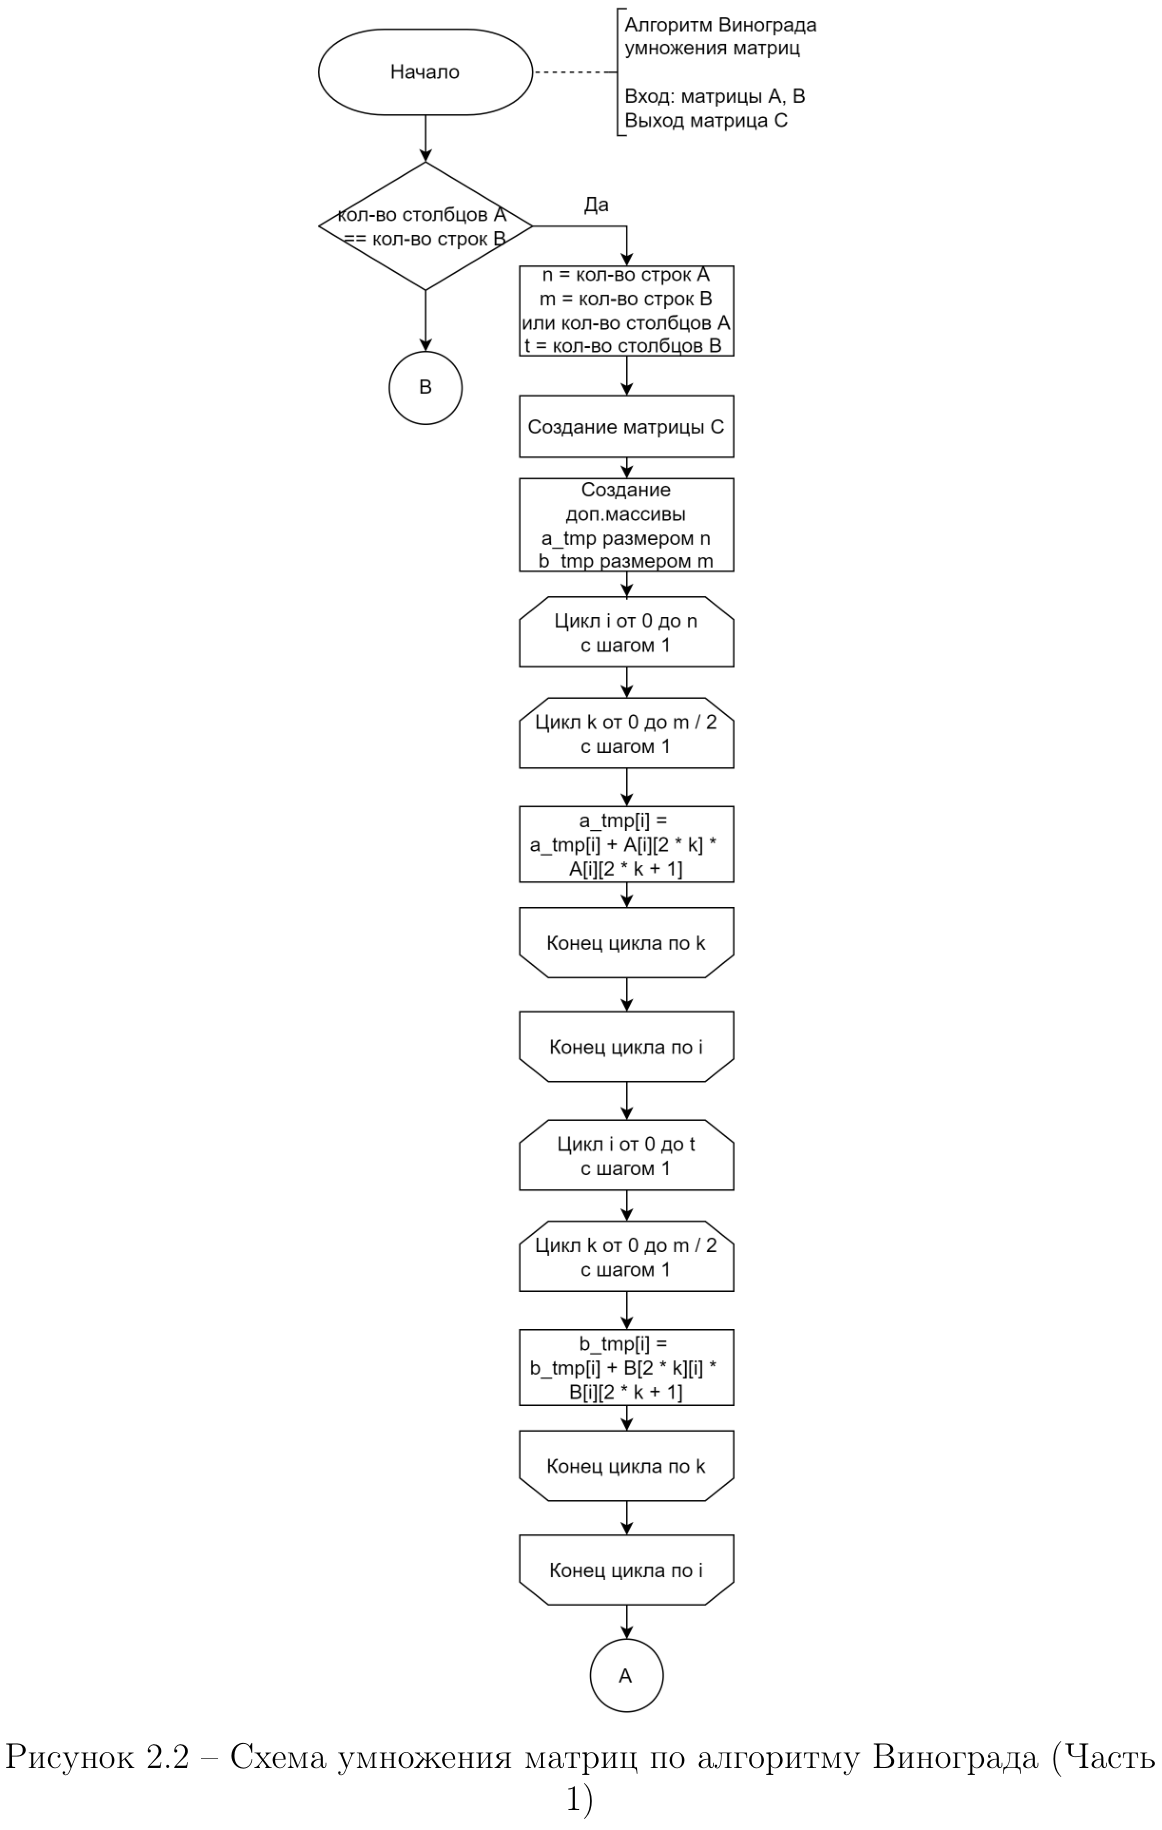 Начало
Алгоритм Винограда
умножения матриц
Вход: матрицы A, B
Выход матрица C
кол-во столбцов A
== кол-во строк B
Да
n = кол-во строк A
m = кол-во строк B
или кол-во столбцов A
t = кол-во столбцов B
B
Создание матрицы C
Создание
доп.массивы
a_tmp размером n
b_tmp размером m
Цикл i от 0 до n
с шагом 1
Цикл k от 0 до m / 2
с шагом 1
a_tmp[i] =
a_tmp[i] + A[i][2 * k] *
A[i][2 * k + 1]
Конец цикла по k
Конец цикла по i
Цикл i от 0 до t
с шагом 1
Цикл k от 0 до m / 2
с шагом 1
b_tmp[i] =
b_tmp[i] + B[2 * k][i] *
B[i][2 * k + 1]
Конец цикла по k
Конец цикла по i
A
Рисунок 2.2 – Схема умножения матриц по алгоритму Винограда (Часть
1)